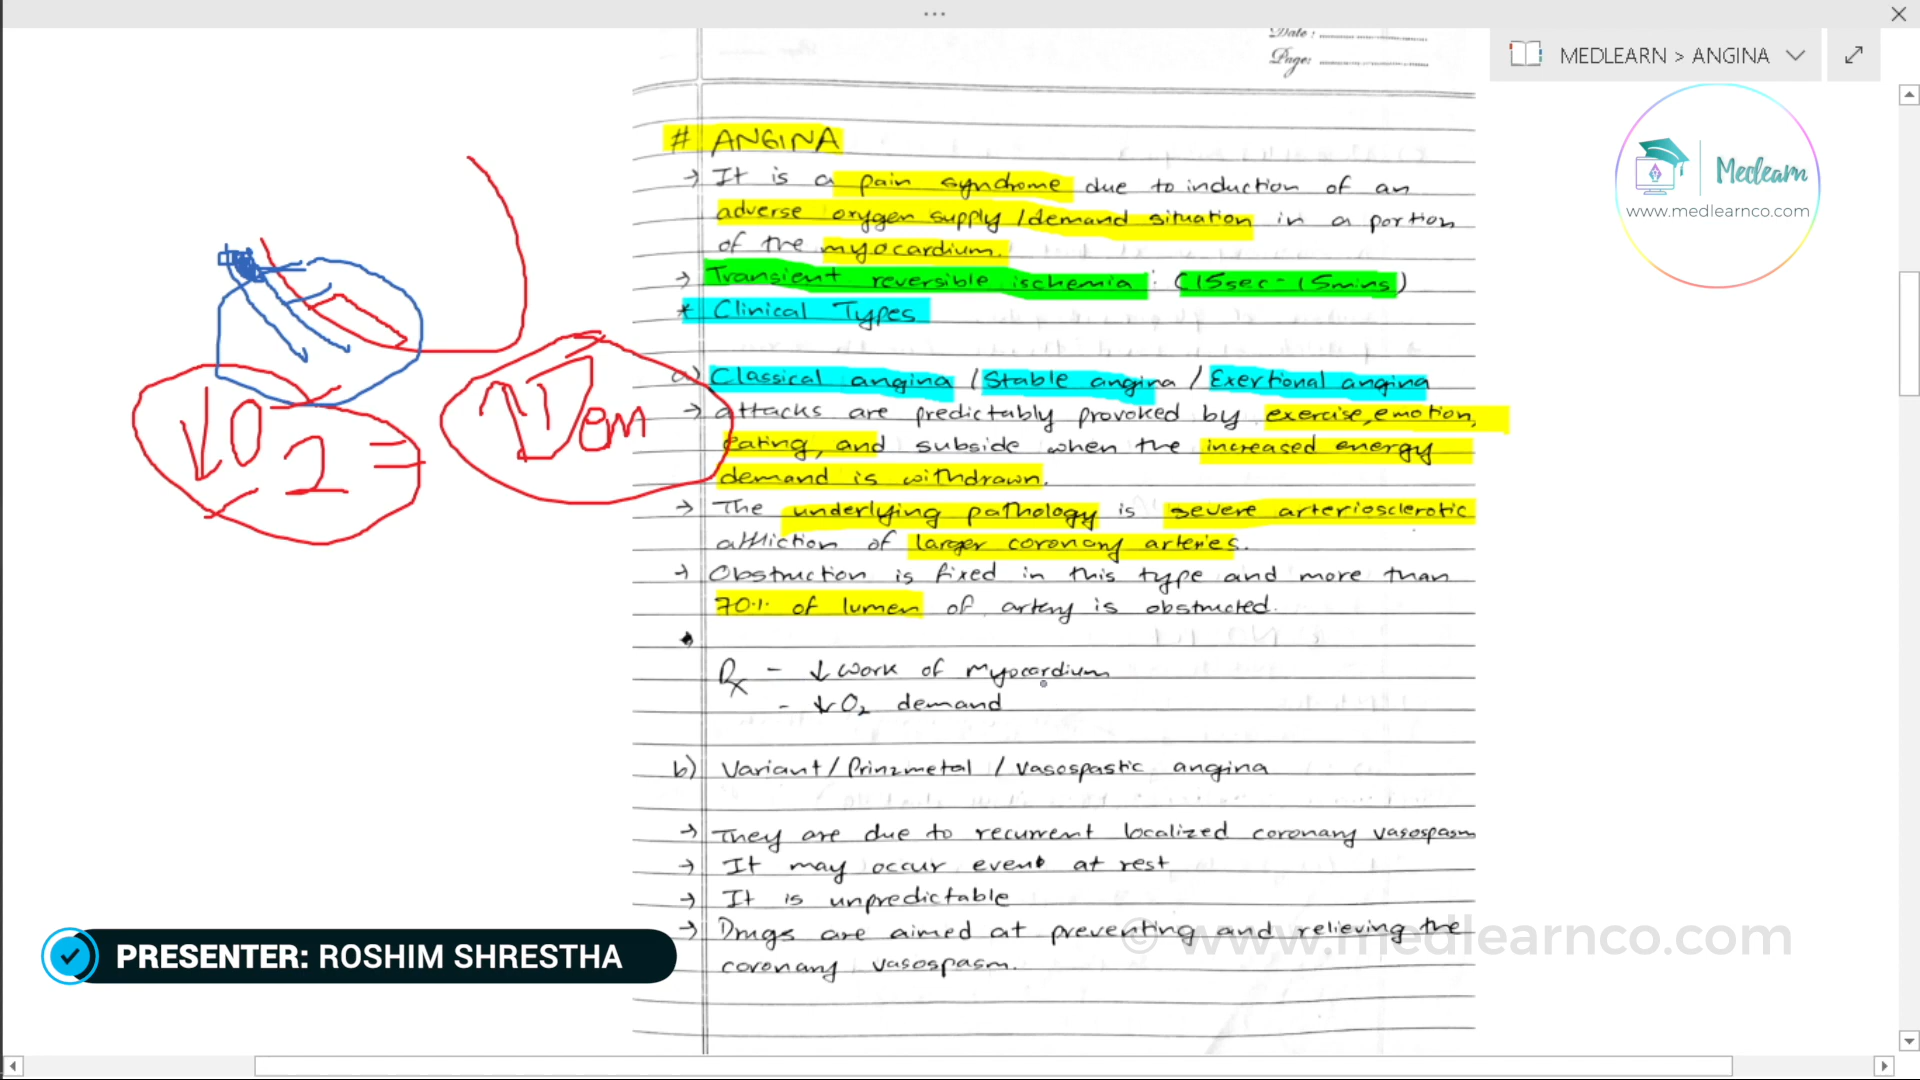 Date :
Page:
MEDLEARN > ANGINA
Medlearn
www.medlearnco.com
# ANGINA
→ It is a pain syndrome due to induction of an
adverse oxygen supply /demand situation in a portion
of the myocardium.
→ Transient reversible ischemia : (15sec - 15mins)
* Clinical Types
a) Classical angina / Stable angina / Exertional angina
→ attacks are predictably provoked by exercise, emotion,
eating, and subside when the increased energy
demand is withdrawn.
→ The underlying pathology is severe arteriosclerotic
affliction of larger coronary arteries.
→ Obstruction is fixed in this type and more than
70% of lumen of artery is obstructed.
Rx - ↓ work of myocardium
- ↓ O2 demand
b) Variant / Prinzmetal / Vasospastic angina
→ They are due to recurrent localized coronary vasospasm
→ It may occur even at rest
→ It is unpredictable
→ Drugs are aimed at preventing and relieving the
coronary vasospasm.
↓O2 =
© www.medlearnco.com
PRESENTER: ROSHIM SHRESTHA